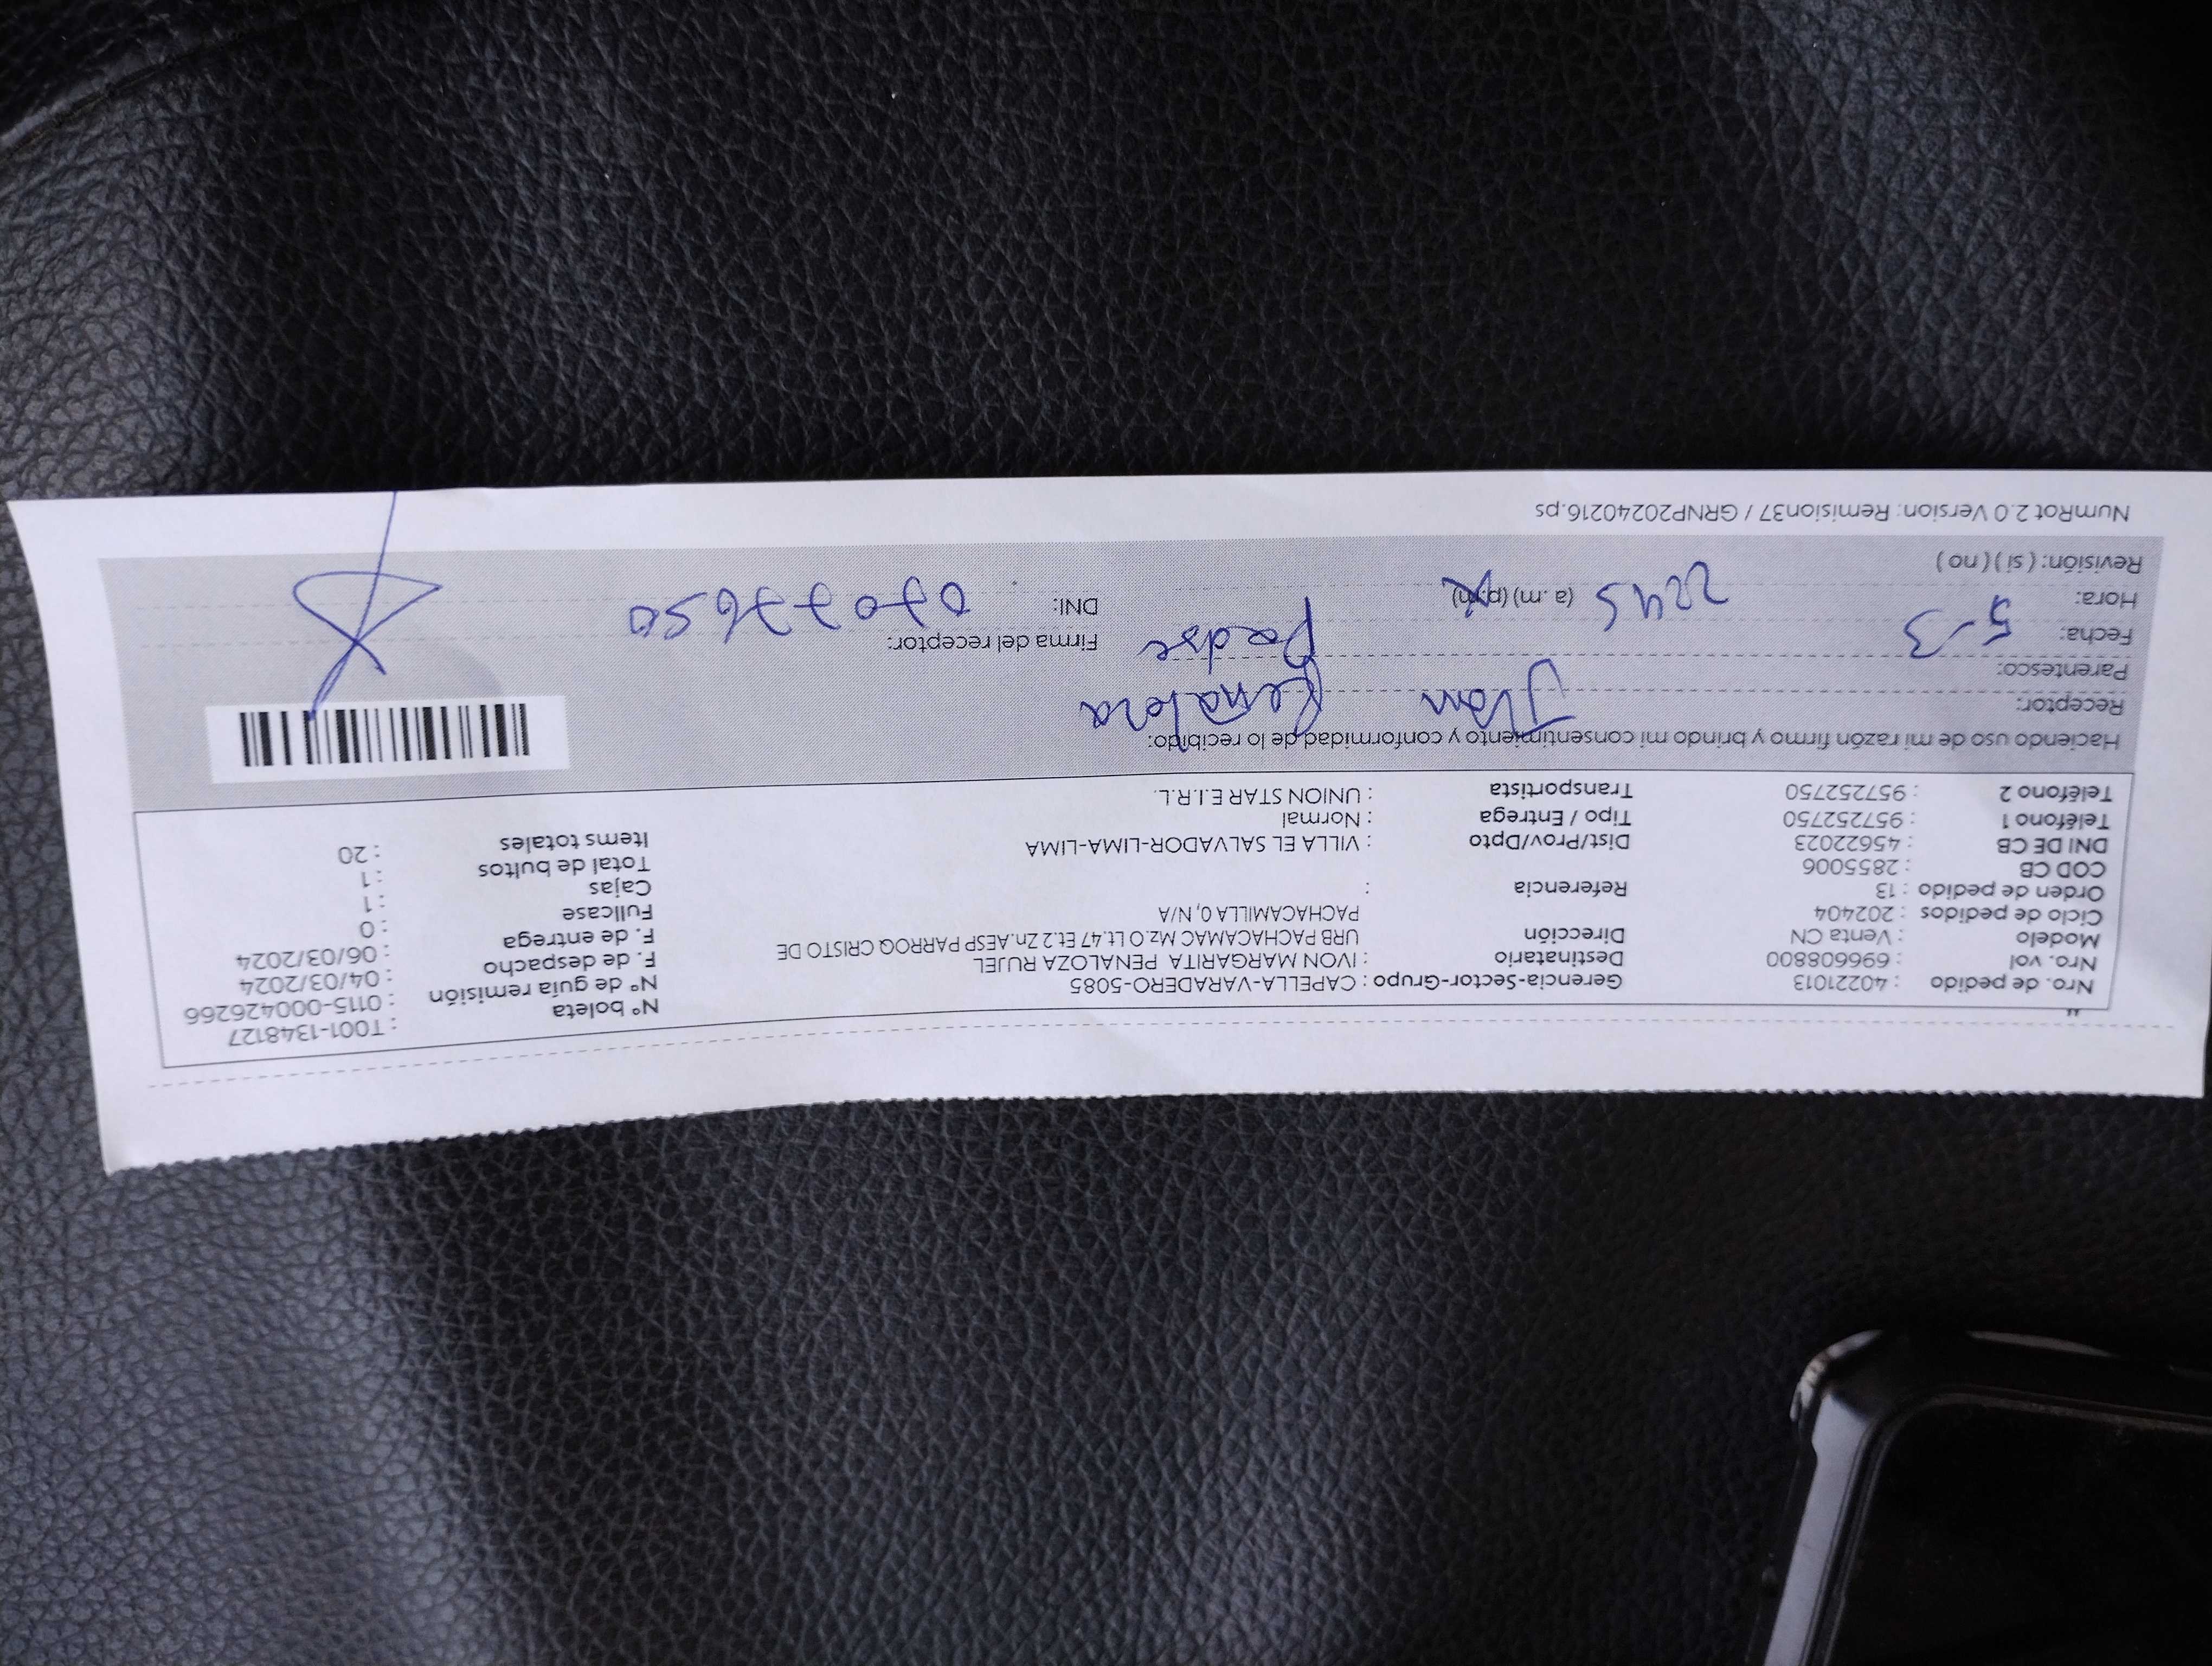 Nro. de pedido : 40221013
Nro. vol : 696608800
Modelo : Venta CN
Ciclo de pedidos : 202404
Orden de pedido : 13
COD CB : 2855006
DNI DE CB : 45622023
Teléfono 1 : 957252750
Teléfono 2 : 957252750
Gerencia-Sector-Grupo : CAPELLA-VARADERO-5085
Destinatario : IVON MARGARITA PENALOZA RUJEL
Dirección URB PACHACAMAC Mz.O Lt.47 Et.2 Zn.AESP PARROQ CRISTO DE
PACHACAMILLA 0, N/A
Referencia :
Dist/Prov/Dpto : VILLA EL SALVADOR-LIMA-LIMA
Tipo / Entrega : Normal
Transportista : UNION STAR E.I.R.L.
N° boleta : T001-1348127
N° de guía remisión : 0115-000426266
F. de despacho : 04/03/2024
F. de entrega : 06/03/2024
Fullcase : 0
Cajas : 1
Total de bultos : 1
Items totales : 20
Haciendo uso de mi razón firmo y brindo mi consentimiento y conformidad de lo recibido:
Receptor: Peñaloza
Parentesco: Padre
Fecha: 5-3
Hora: 2245 (a.m) (p.m)
Revisión: ( si ) ( no )
Firma del receptor:
DNI: 07077650
NumRot 2.0 Version: Remision37 / GRNP20240216.ps